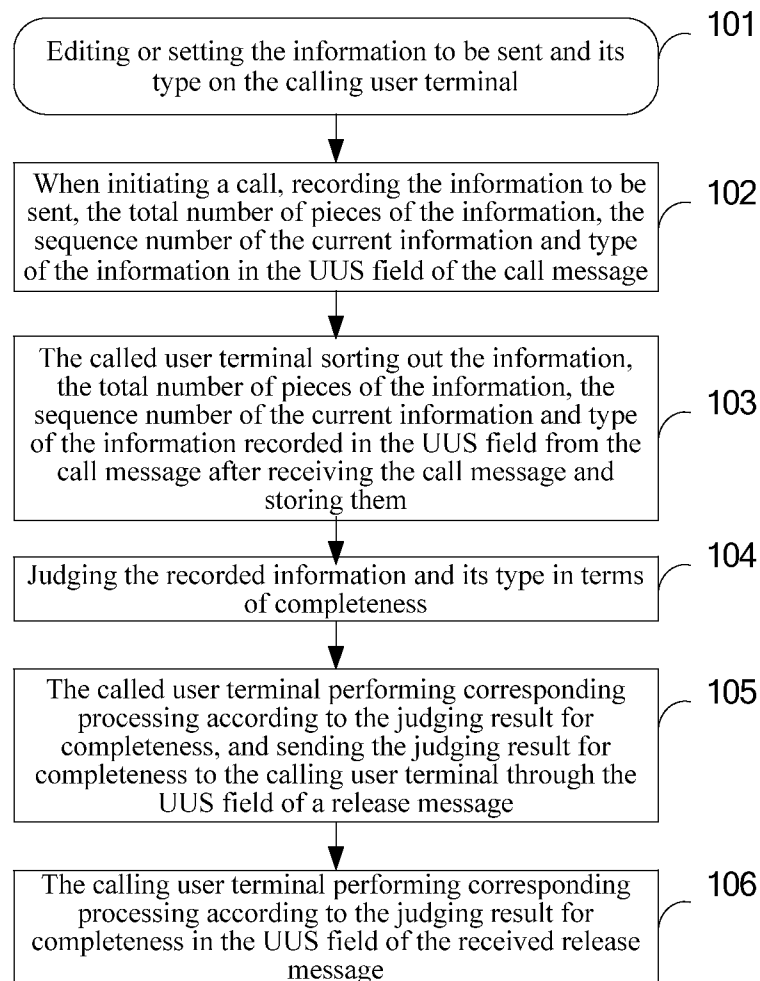 101
Editing or setting the information to be sent and its
type on the calling user terminal
102
When initiating a call, recording the information to be
sent, the total number of pieces of the information, the
sequence number of the current information and type
of the information in the UUS field of the call message
103
The called user terminal sorting out the information,
the total number of pieces of the information, the
sequence number of the current information and type
of the information recorded in the UUS field from the
call message after receiving the call message and
storing them
104
Judging the recorded information and its type in terms
of completeness
105
The called user terminal performing corresponding
processing according to the judging result for
completeness, and sending the judging result for
completeness to the calling user terminal through the
UUS field of a release message
106
The calling user terminal performing corresponding
processing according to the judging result for
completeness in the UUS field of the received release
message